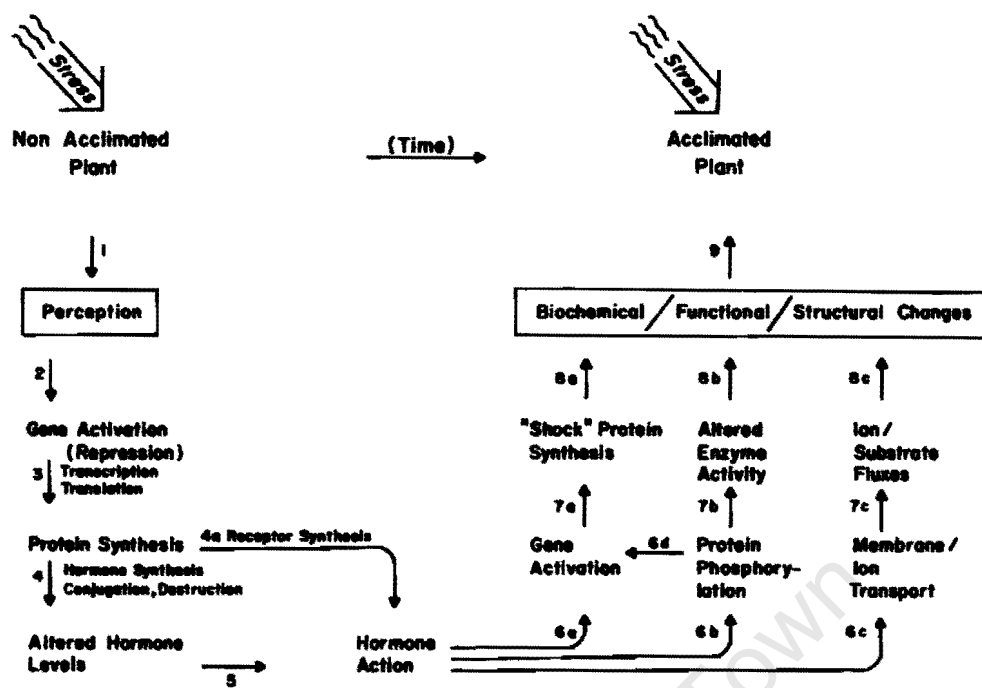 Stress
Non Acclimated
Plant
(Time)
Stress
Acclimated
Plant
1
Perception
2
Gene Activation
(Repression)
3 Transcription
Translation
Protein Synthesis
4a Receptor Synthesis
4 Hormone Synthesis
Conjugation, Destruction
Altered Hormone
Levels
5
Hormone
Action
9
Biochemical / Functional / Structural Changes
8a
8b
8c
"Shock" Protein
Synthesis
Altered
Enzyme
Activity
Ion/
Substrate
Fluxes
7a
7b
7c
Gene
Activation
6d
Protein
Phosphory-
lation
Membrane/
Ion
Transport
6a
6b
6c
Town